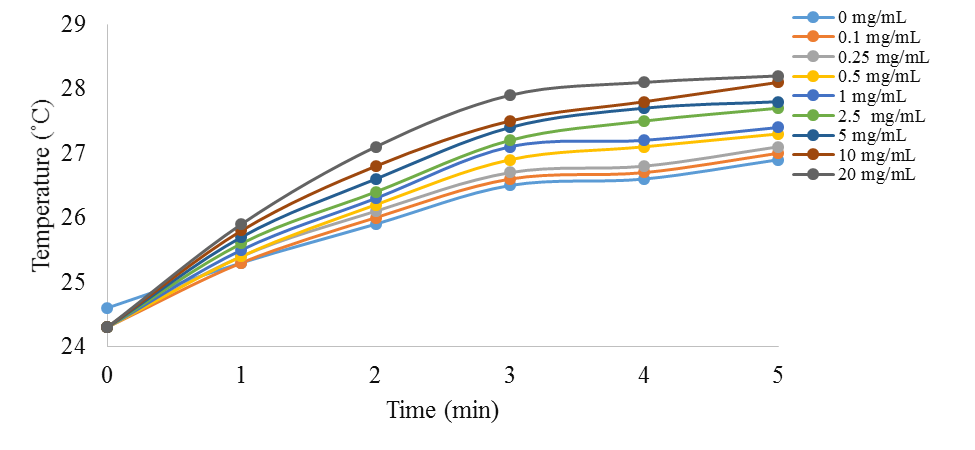 29
28
27
26
25
24
Temperature (˚C)
0 1 2 3 4 5
Time (min)
0 mg/mL
0.1 mg/mL
0.25 mg/mL
0.5 mg/mL
1 mg/mL
2.5  mg/mL
5 mg/mL
10 mg/mL
20 mg/mL